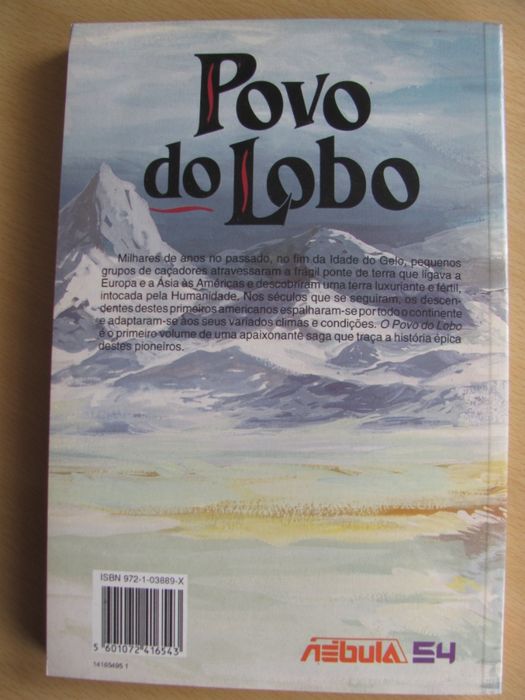 Povo
do Lobo
Milhares de anos no passado, no fim da Idade do Gelo, pequenos
grupos de caçadores atravessaram a frágil ponte de terra que ligava a
Europa e a Ásia às Américas e descobriram uma terra luxuriante e fértil,
intocada pela Humanidade. Nos séculos que se seguiram, os descen-
dentes destes primeiros americanos espalharam-se por todo o continente
e adaptaram-se aos seus variados climas e condições. O Povo do Lobo
é o primeiro volume de uma apaixonante saga que traça a história épica
destes pioneiros.
ISBN 972-1-03889-X
5 601072 416543
14165495 1
NÉBULA 54